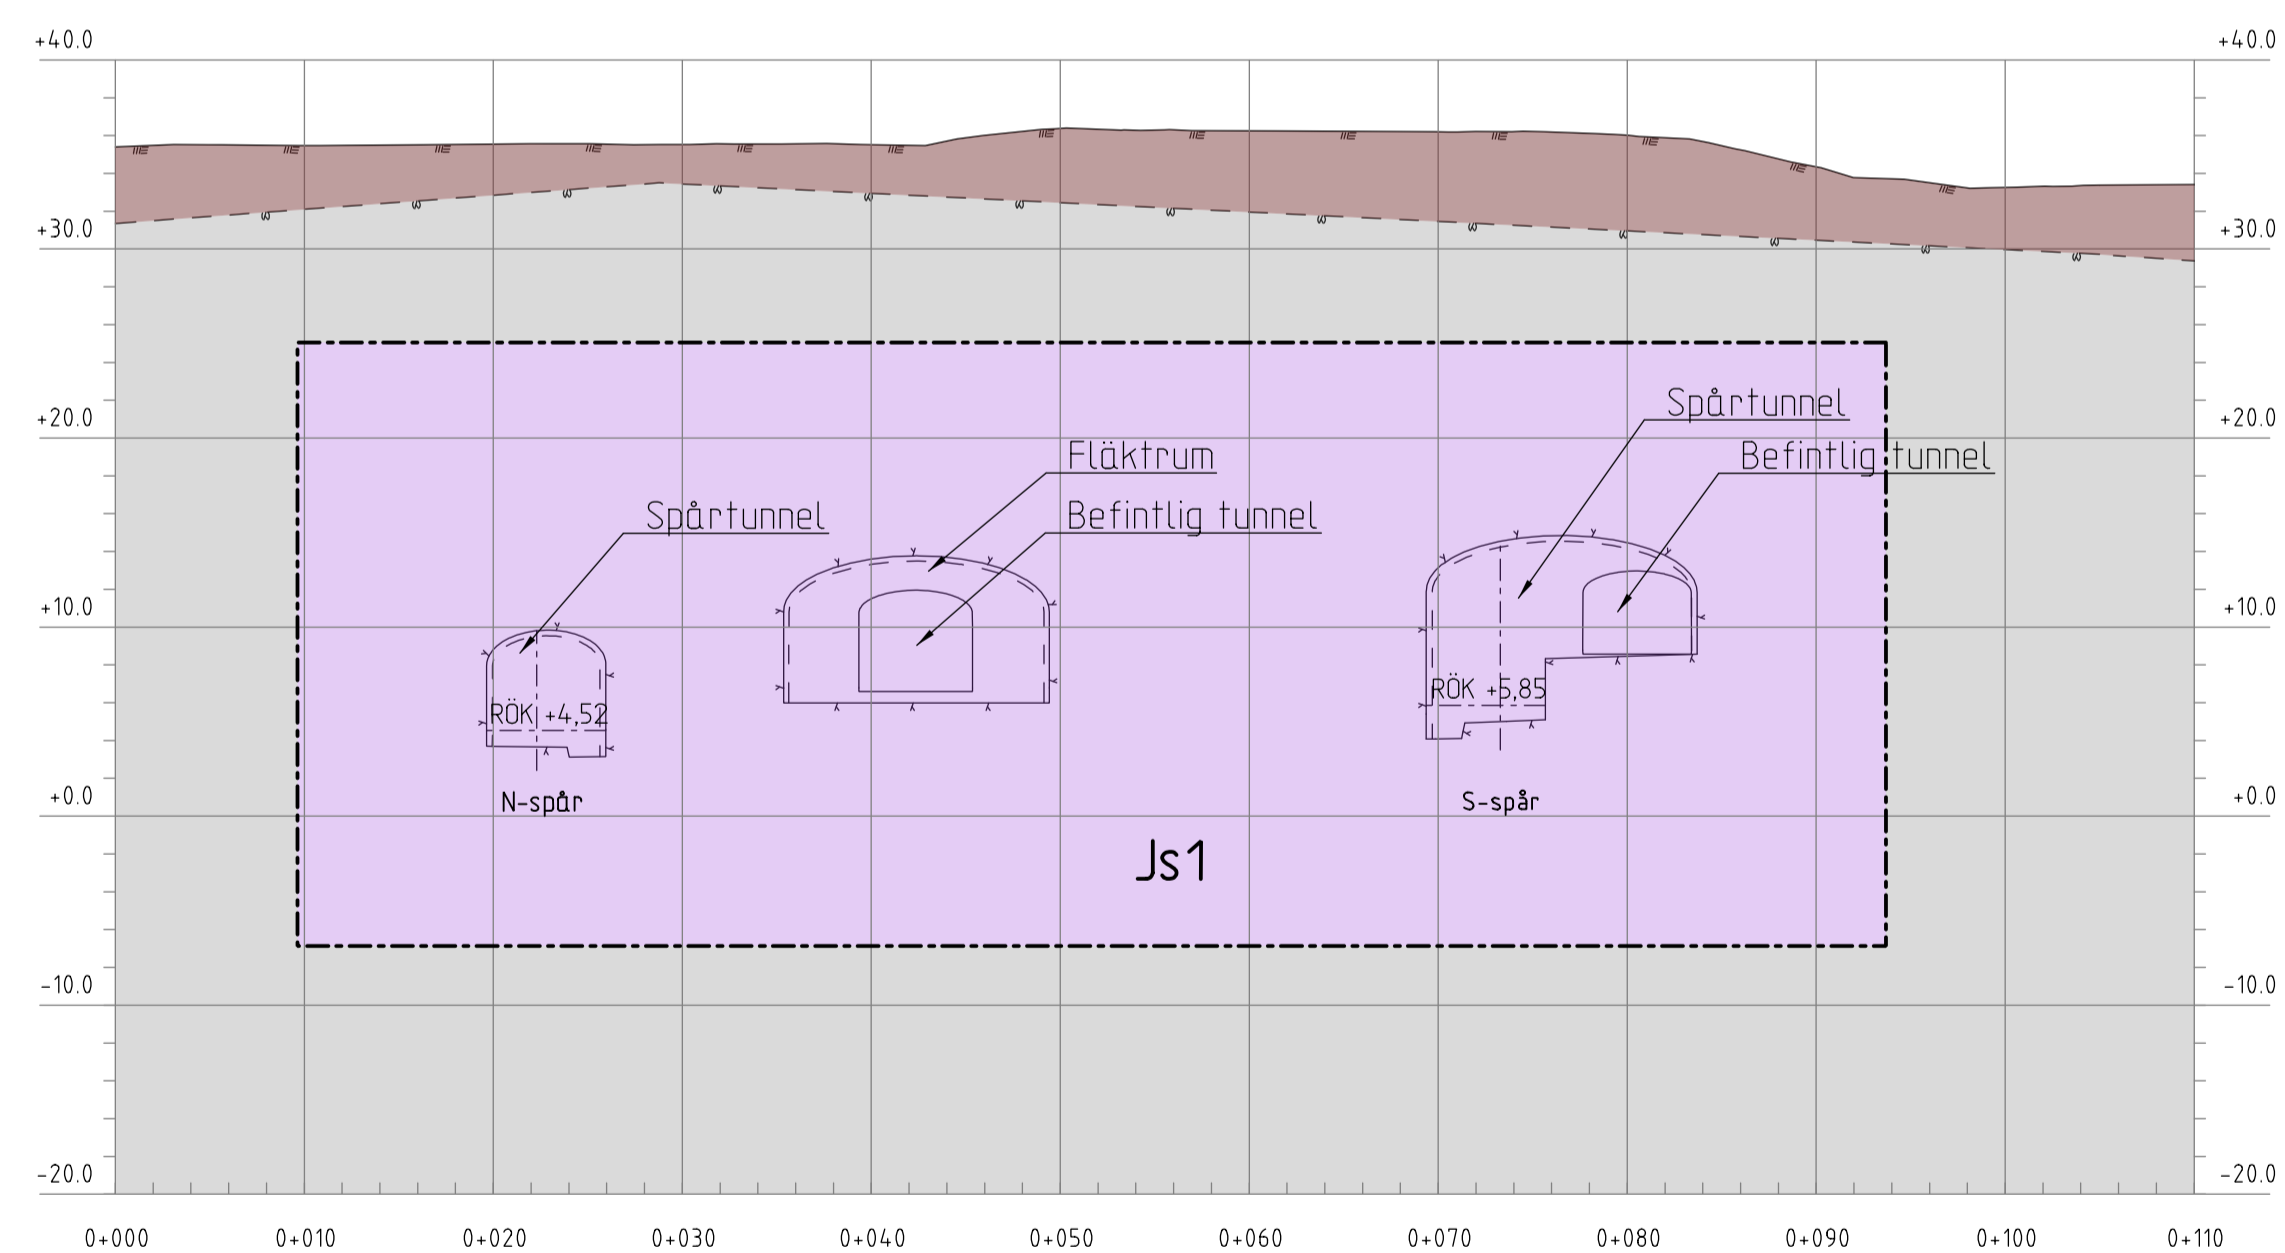 +40.0 +40.0
+30.0 +30.0
Spårtunnel
+20.0 +20.0
Fläktrum Befintlig tunnel
Spårtunnel Befintlig tunnel
+10.0 +10.0
RÖK +5,85
RÖK +4,52
+0.0 +0.0
N-spår S-spår
Js1
-10.0 -10.0
-20.0 -20.0
0+000 0+010 0+020 0+030 0+040 0+050 0+060 0+070 0+080 0+090 0+100 0+110